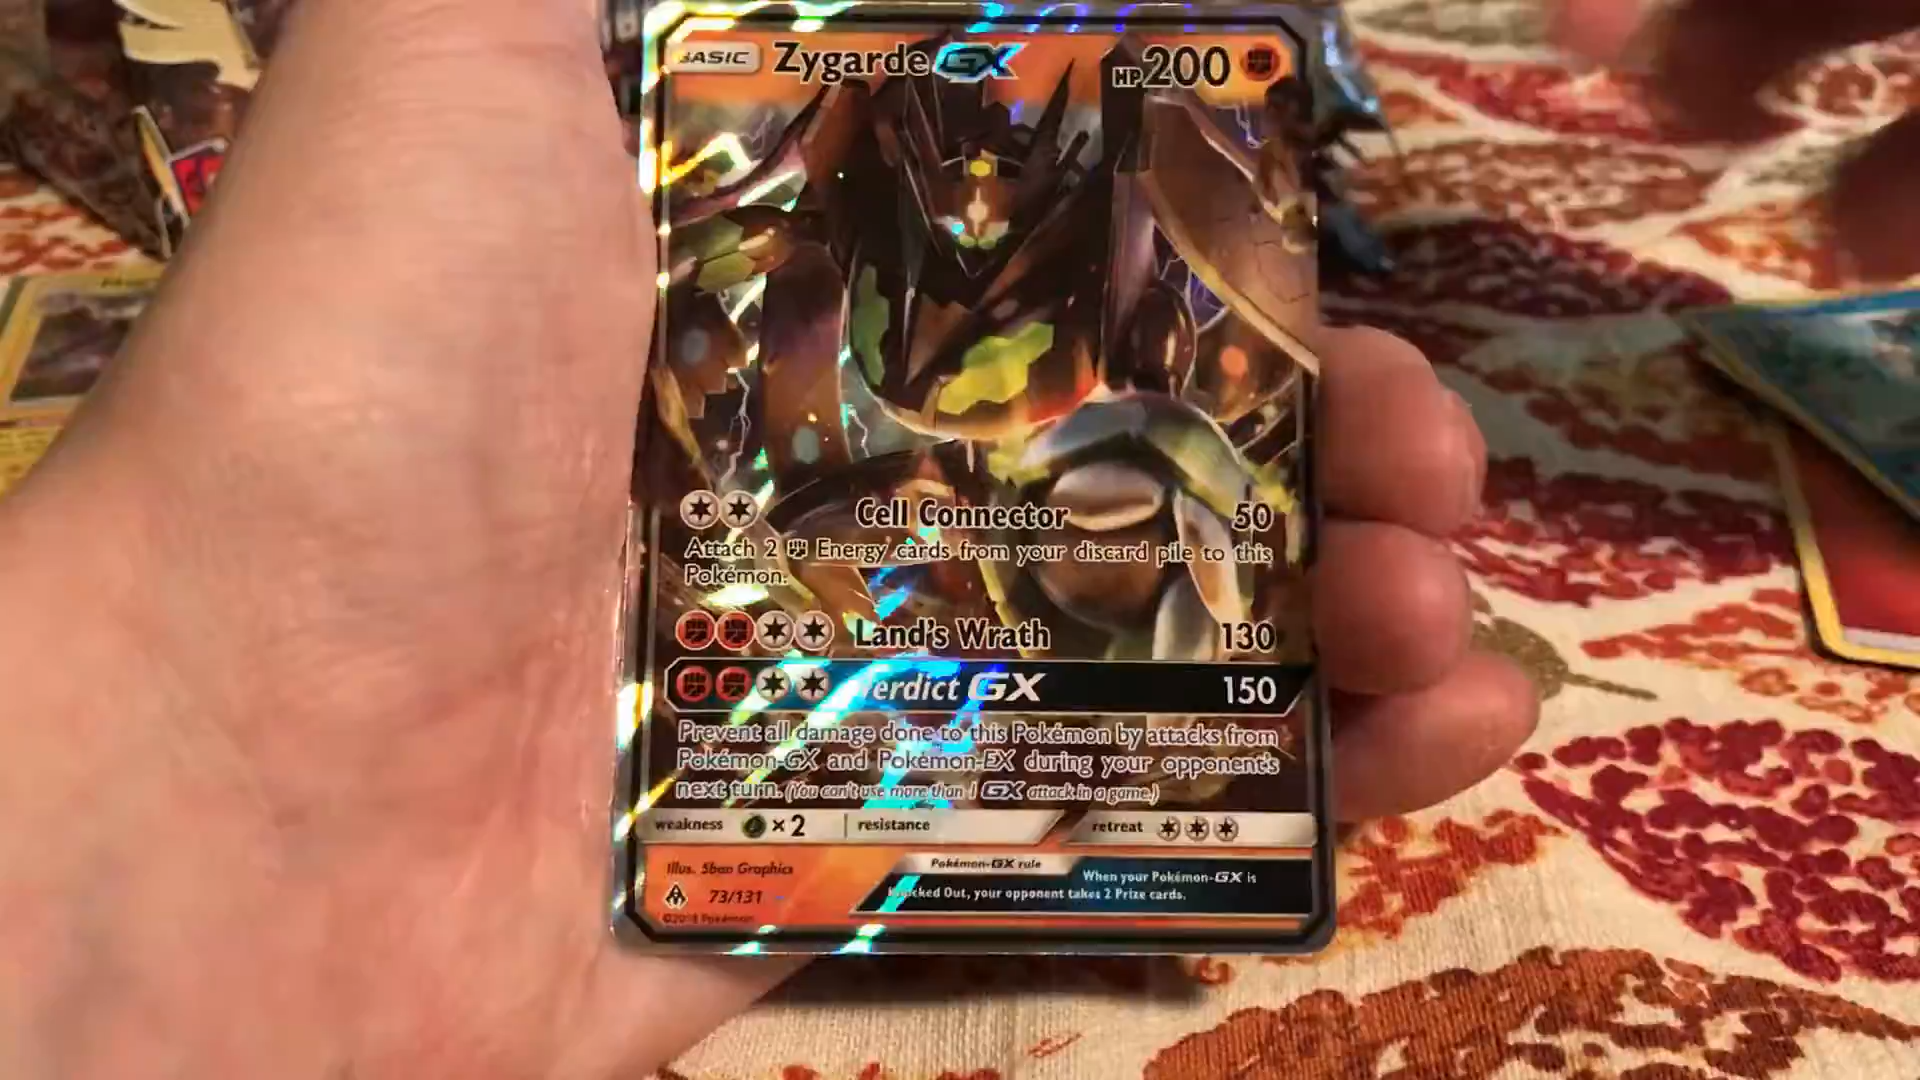 BASIC Zygarde GX HP200
Cell Connector 50
Attach 2 Energy cards from your discard pile to this
Pokémon.
Land's Wrath 130
erdict GX 150
Prevent all damage done to this Pokémon by attacks from
Pokémon-GX and Pokémon-EX during your opponent's
next turn. (You can't use more than 1 GX attack in a game.)
weakness ×2 resistance retreat
Illus. 5ban Graphics
73/131
©2018 Pokémon
Pokémon-GX rule
When your Pokémon-GX is
Knocked Out, your opponent takes 2 Prize cards.